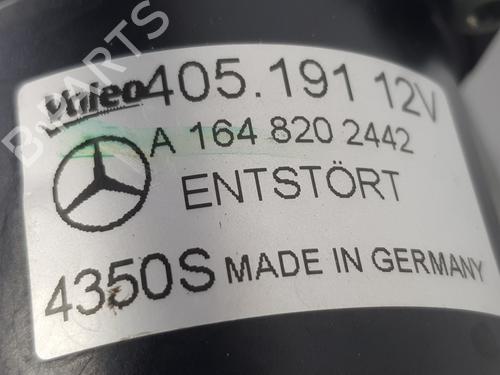 Valeo 405.191 12V
A 164 820 2442
ENTSTÖRT
4350S MADE IN GERMANY